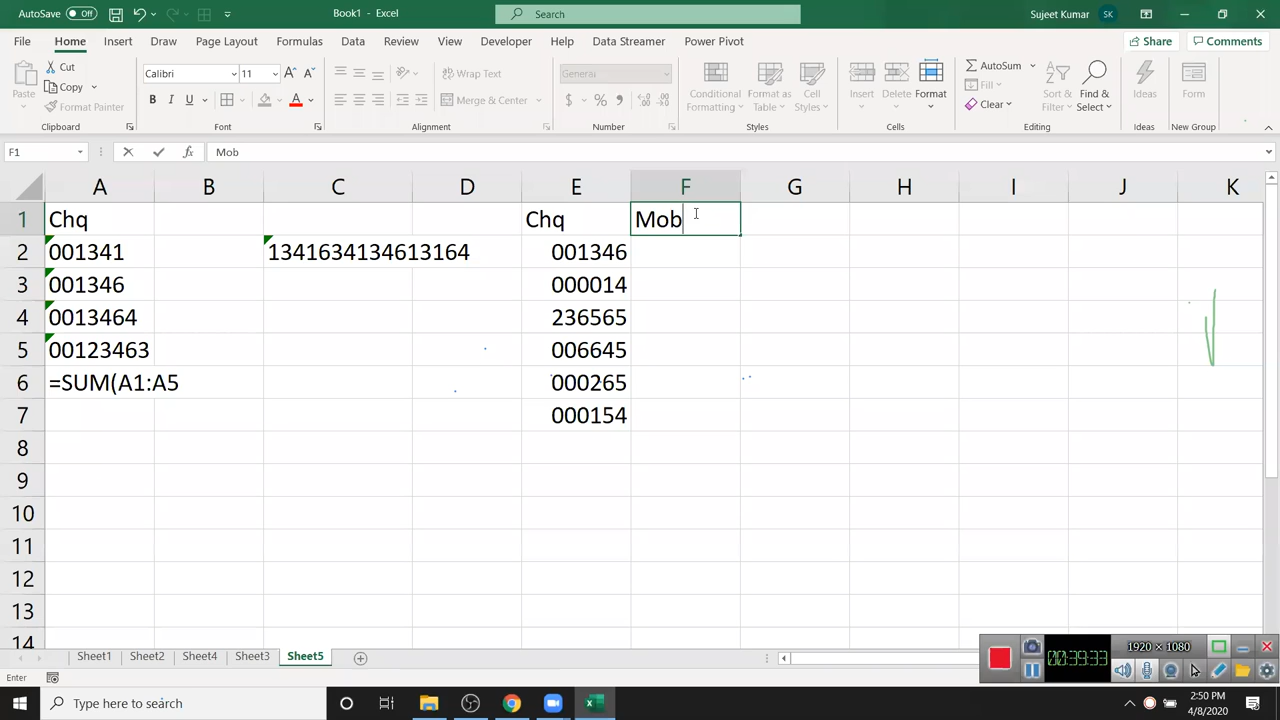 AutoSave Off Book1 - Excel Search Sujeet Kumar SK
File Home Insert Draw Page Layout Formulas Data Review View Developer Help Data Streamer Power Pivot Share Comments
Paste Cut Copy Format Painter
Clipboard
Calibri 11 A A
B I U A
Font
Wrap Text
Merge & Center
Alignment
General
$ % ,
Number
Conditional Formatting Format as Table Cell Styles
Styles
Insert Delete Format
Cells
AutoSum Fill Clear Sort & Filter Find & Select
Editing
Ideas
Ideas
Form
New Group
F1 fx Mob
A B C D E F G H I J K
1 Chq Chq Mob
2 001341 1341634134613164 001346
3 001346 000014
4 0013464 236565
5 00123463 006645
6 =SUM(A1:A5 000265
7 000154
8
9
10
11
12
13
14
Sheet1 Sheet2 Sheet4 Sheet3 Sheet5
Enter
1920 × 1080
00:39:33
Type here to search
2:50 PM
4/8/2020